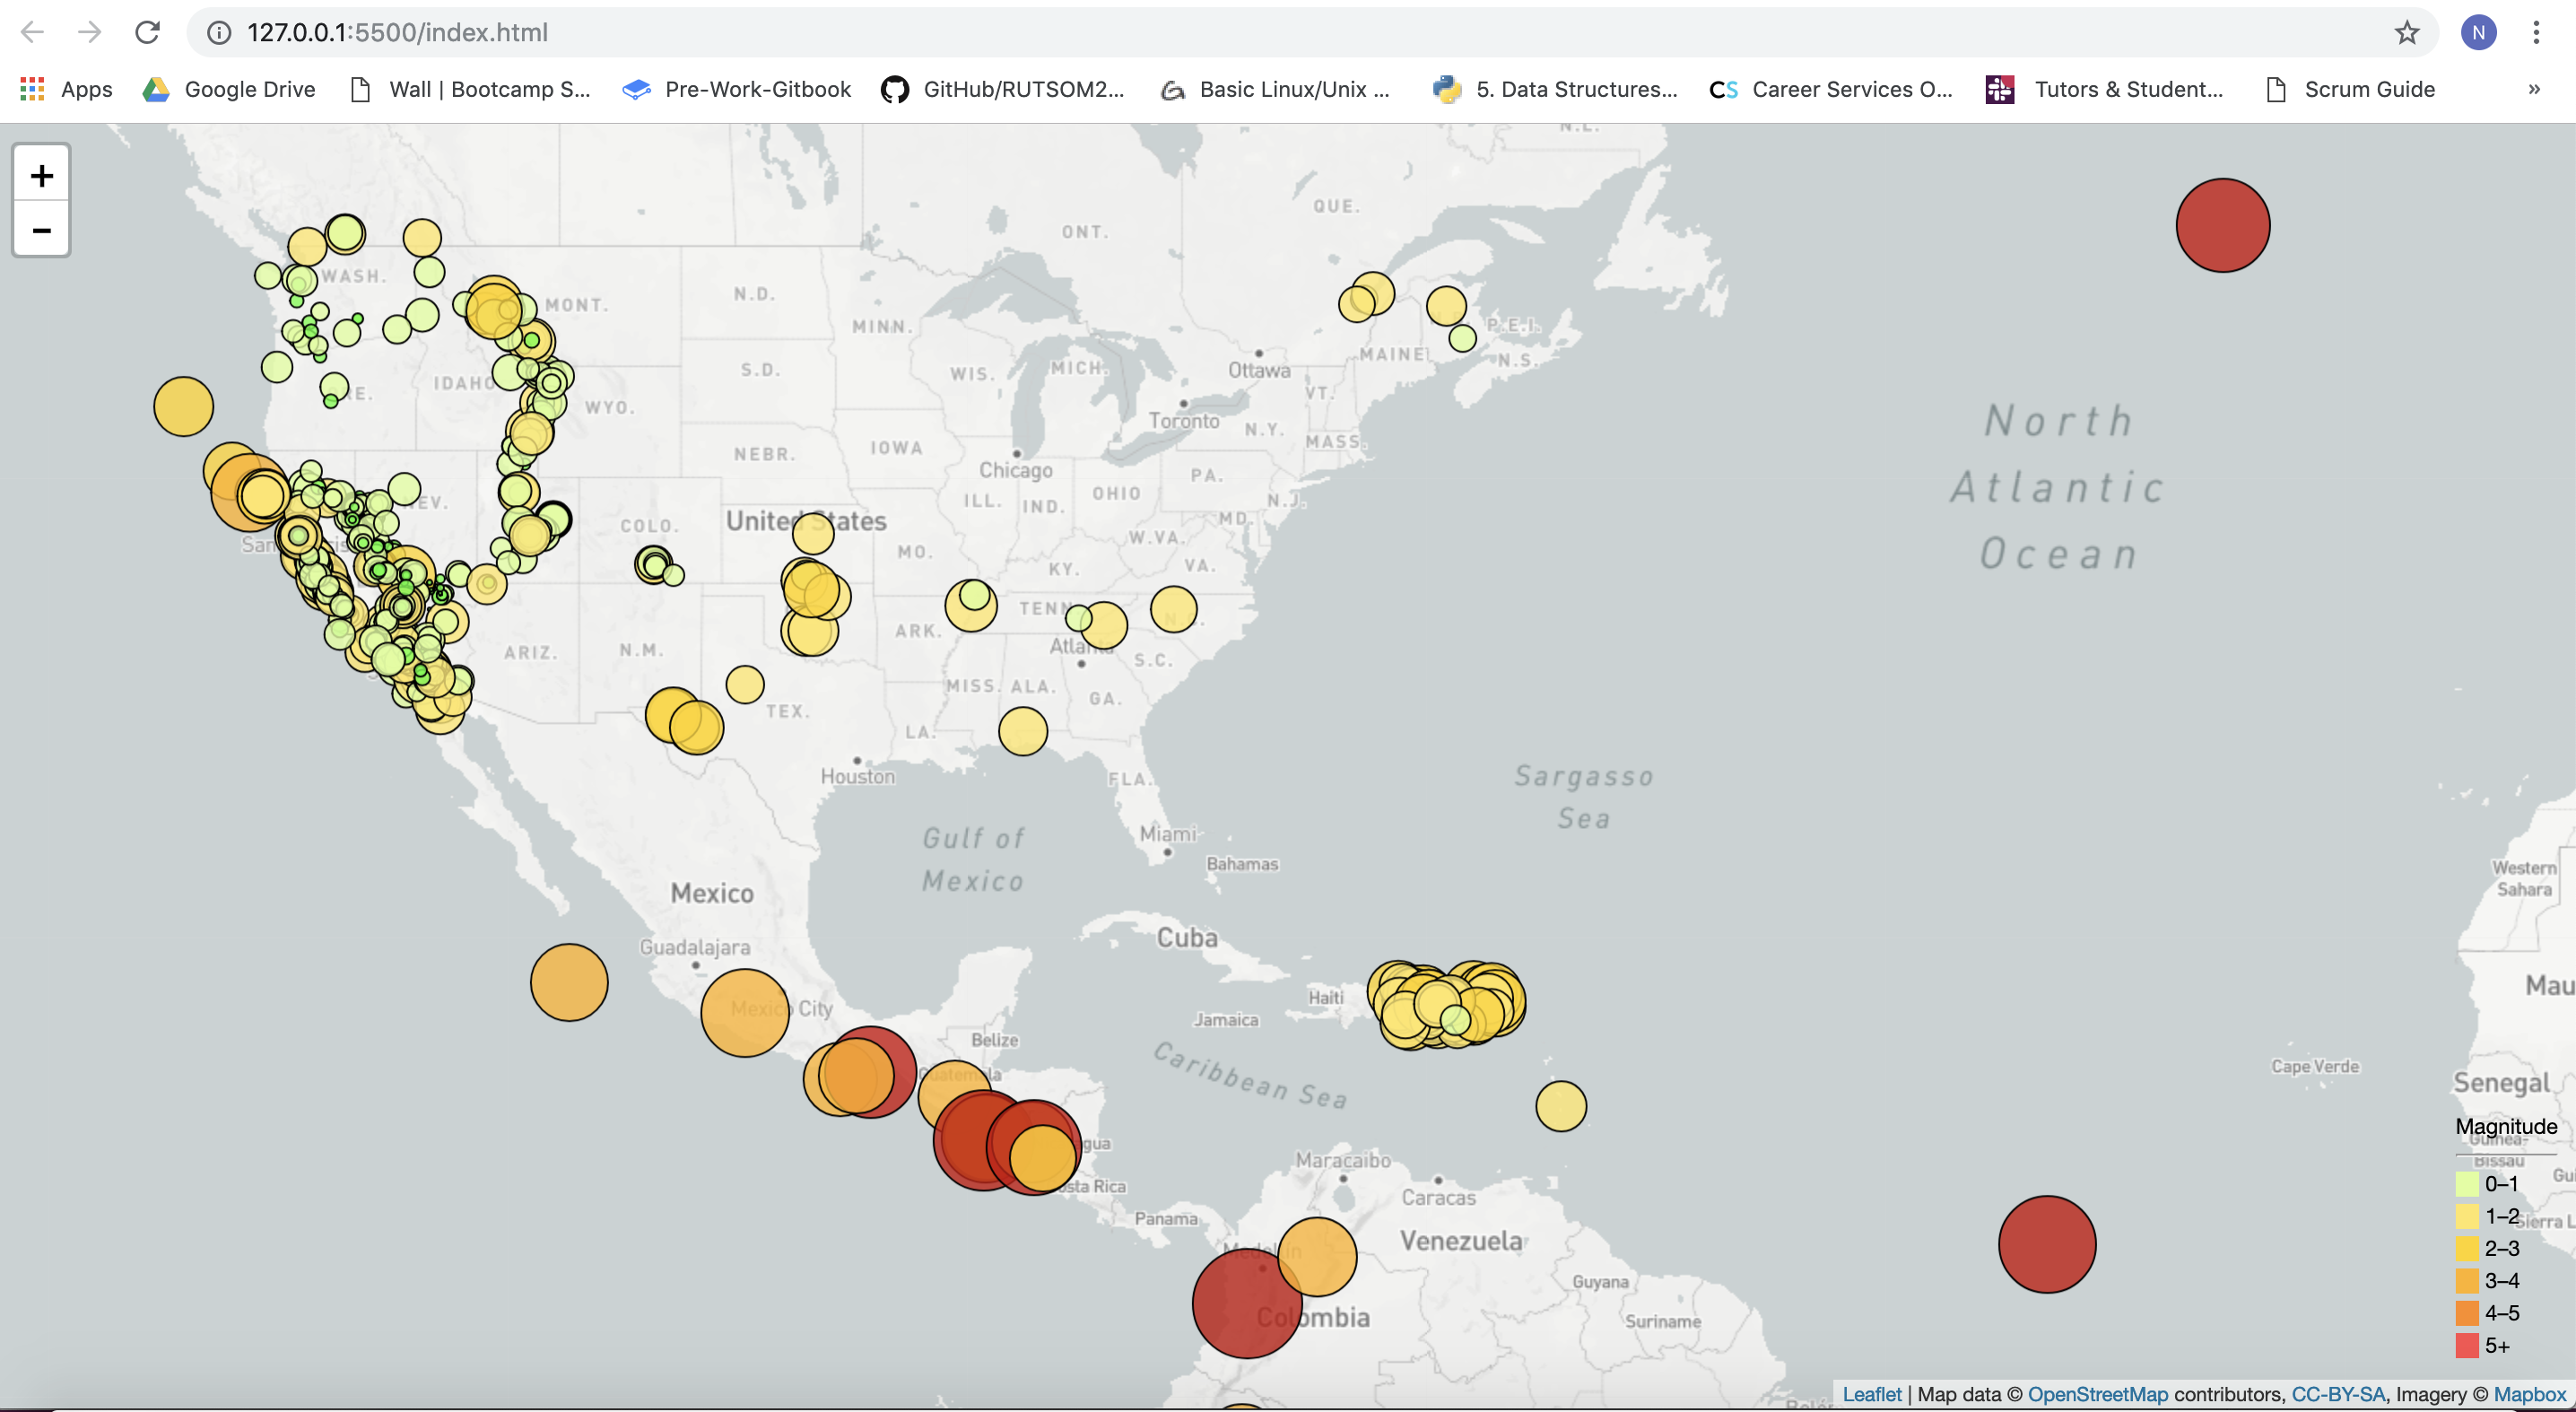 127.0.0.1:5500/index.html
N
Apps
Google Drive
Wall | Bootcamp S...
Pre-Work-Gitbook
GitHub/RUTSOM2...
Basic Linux/Unix ...
5. Data Structures...
CS Career Services O...
Tutors & Student...
Scrum Guide
»
+
−
N.L.
QUE.
ONT.
WASH.
MONT.
N.D.
MINN.
P.E.I.
MAINE
N.S.
Ottawa
S.D.
WIS.
MICH.
IDAHO
VT.
WYO.
Toronto
N.Y.
MASS.
North
Atlantic
Ocean
NEBR.
IOWA
Chicago
PA.
ILL.
IND.
OHIO
N.J.
MD.
United States
COLO.
W.VA.
MO.
KY.
VA.
TENN
ARK.
ARIZ.
N.M.
Atlanta
S.C.
MISS.
ALA.
GA.
TEX.
LA.
Houston
FLA.
Sargasso
Sea
Gulf of
Mexico
Miami
Bahamas
Western
Sahara
Mexico
Cuba
Guadalajara
Mau
Haiti
Mexico City
Jamaica
Belize
Guatemala
Caribbean Sea
Cape Verde
Senegal
gua
Maracaibo
sta Rica
Caracas
Panama
Venezuela
Medellín
Guyana
Colombia
Suriname
Magnitude
Guinea-
Bissau
Gui
Sierra L
0–1
1–2
2–3
3–4
4–5
5+
Leaflet | Map data © OpenStreetMap contributors, CC-BY-SA, Imagery © Mapbox